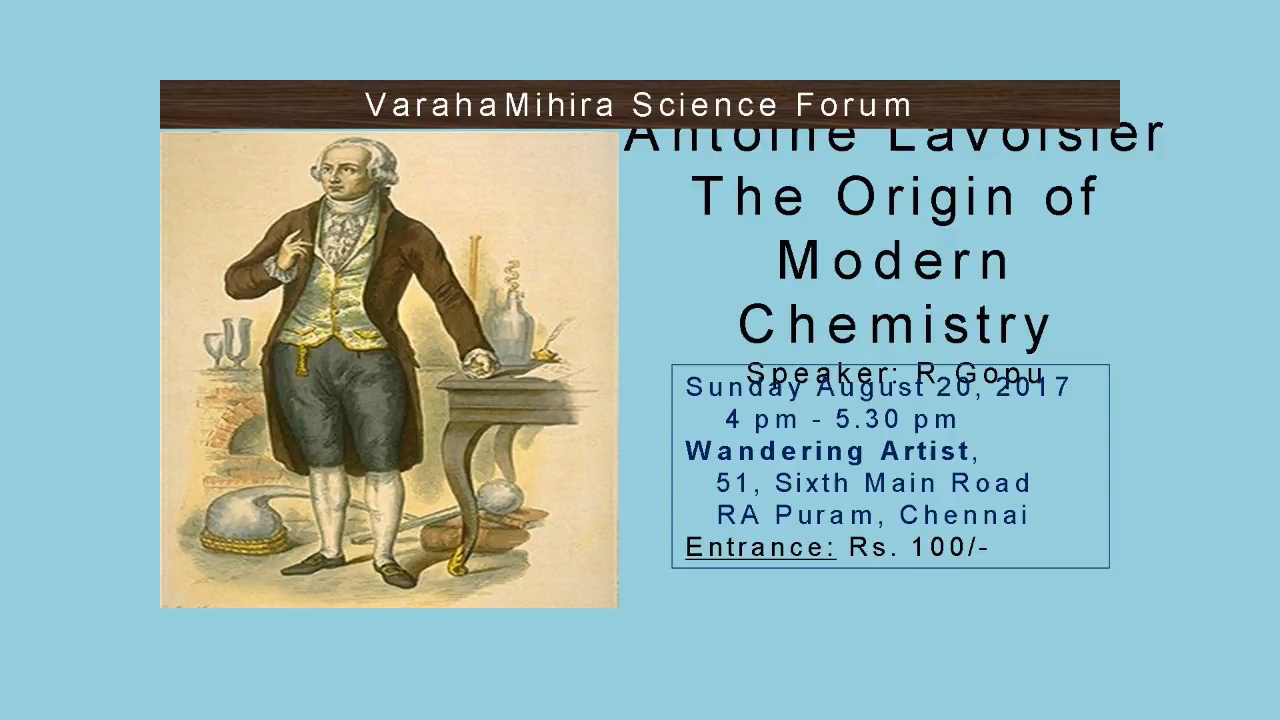 VarahaMihira Science Forum
Antoine Lavoisier
The Origin of
Modern
Chemistry
Speaker: R Gopu
Sunday August 20, 2017
4 pm - 5.30 pm
Wandering Artist,
51, Sixth Main Road
RA Puram, Chennai
Entrance: Rs. 100/-